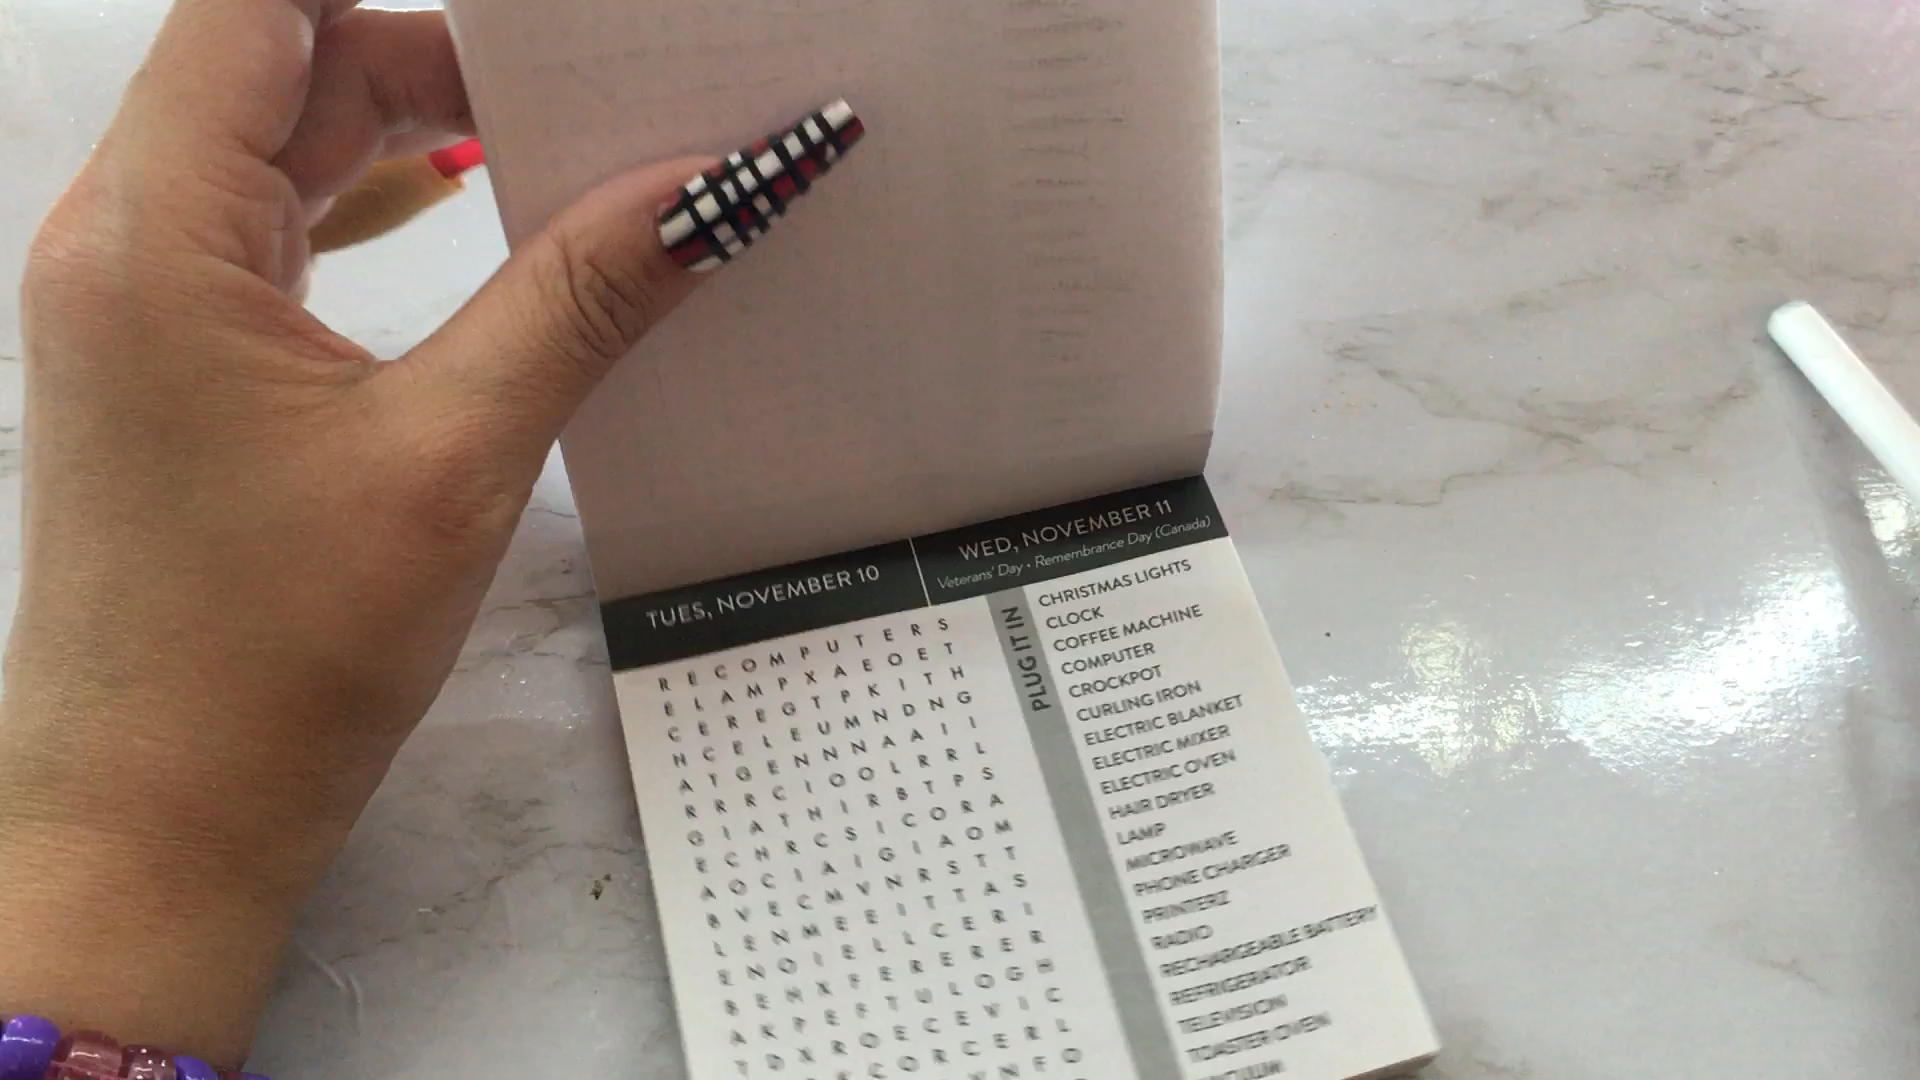 TUES, NOVEMBER 10
WED, NOVEMBER 11
Veterans' Day • Remembrance Day (Canada)
R E C O M P U T E R S
E L A M P X A E O E T
C E R E G T P K I T H
H C E L E U M N D N G
A T G E N N N A A I I
R R R C I O O L R R L
G I A T H I R B T P S
E C H R C S I C O R A
A O C I A I G I A O M
B V E C M V N R S T T
L E N M E E I T T A S
PLUG IT IN
CHRISTMAS LIGHTS
CLOCK
COFFEE MACHINE
COMPUTER
CROCKPOT
CURLING IRON
ELECTRIC BLANKET
ELECTRIC MIXER
ELECTRIC OVEN
HAIR DRYER
LAMP
MICROWAVE
PHONE CHARGER
PRINTERZ
RADIO
RECHARGEABLE BATTERY
REFRIGERATOR
TELEVISION
TOASTER OVEN